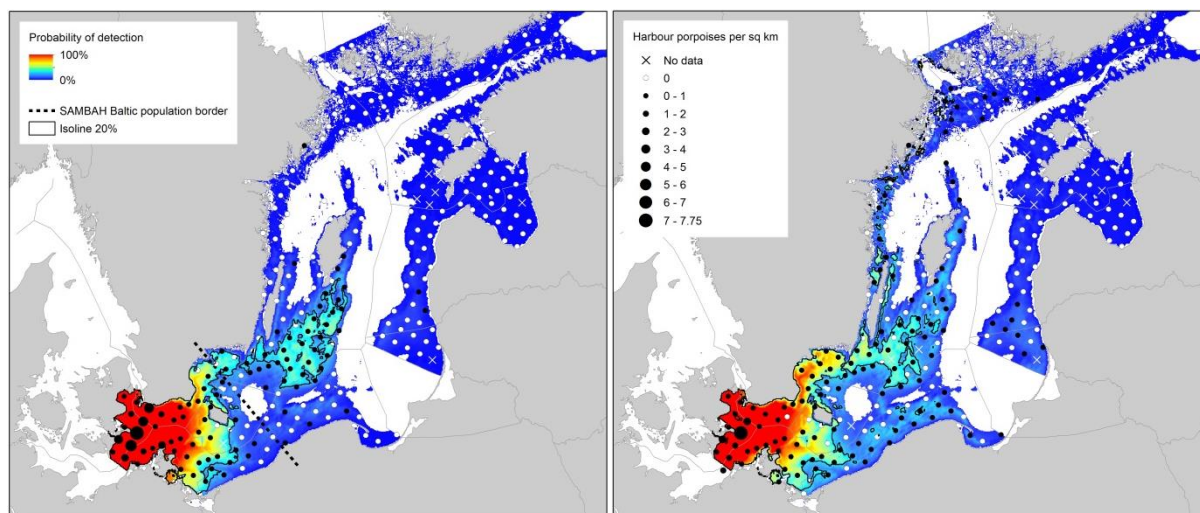 Probability of detection
100%
0%
SAMBAH Baltic population border
Isoline 20%
Harbour porpoises per sq km
No data
0
0 - 1
1 - 2
2 - 3
3 - 4
4 - 5
5 - 6
6 - 7
7 - 7.75